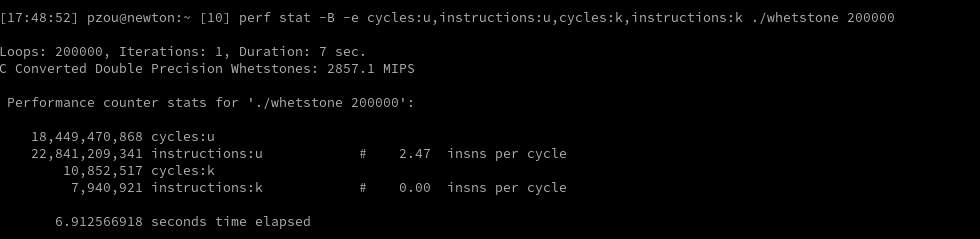 [17:48:52] pzou@newton:~ [10] perf stat -B -e cycles:u,instructions:u,cycles:k,instructions:k ./whetstone 200000
Loops: 200000, Iterations: 1, Duration: 7 sec.
C Converted Double Precision Whetstones: 2857.1 MIPS
Performance counter stats for './whetstone 200000':
18,449,470,868 cycles:u
22,841,209,341 instructions:u # 2.47 insns per cycle
10,852,517 cycles:k
7,940,921 instructions:k # 0.00 insns per cycle
6.912566918 seconds time elapsed